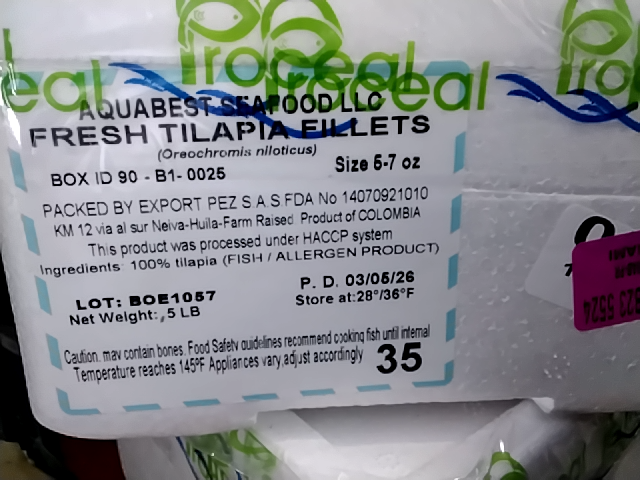 Proceal
Proceal
eal
AQUABEST SEAFOOD LLC
FRESH TILAPIA FILLETS
(Oreochromis niloticus)
Size 5-7 oz
BOX ID 90 - B1- 0025
PACKED BY EXPORT PEZ S.A.S.FDA No 14070921010
KM 12 via al sur Neiva-Huila-Farm Raised Product of COLOMBIA
This product was processed under HACCP system
Ingredients: 100% tilapia (FISH / ALLERGEN PRODUCT)
LOT: BOE1057
P. D. 03/05/26
Net Weight: ,5 LB
Store at:28°/36°F
Caution. may contain bones. Food Safety guidelines recommend cooking fish until internal
Temperature reaches 145ºF Appliances vary,adjust accordingly
35